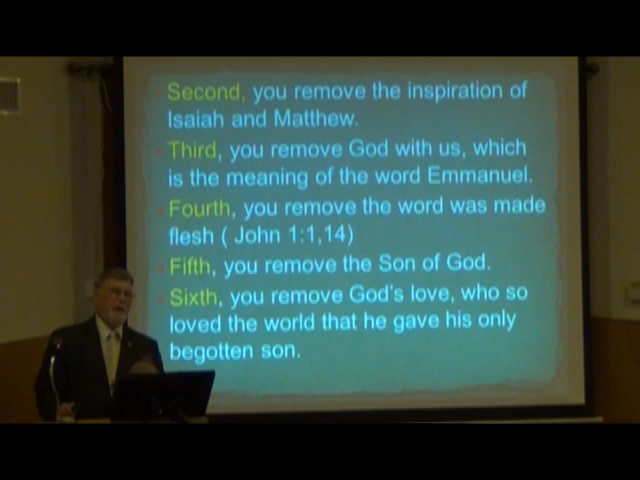 Second, you remove the inspiration of
Isaiah and Matthew.
Third, you remove God with us, which
is the meaning of the word Emmanuel.
Fourth, you remove the word was made
flesh ( John 1:1,14)
Fifth, you remove the Son of God.
Sixth, you remove God's love, who so
loved the world that he gave his only
begotten son.